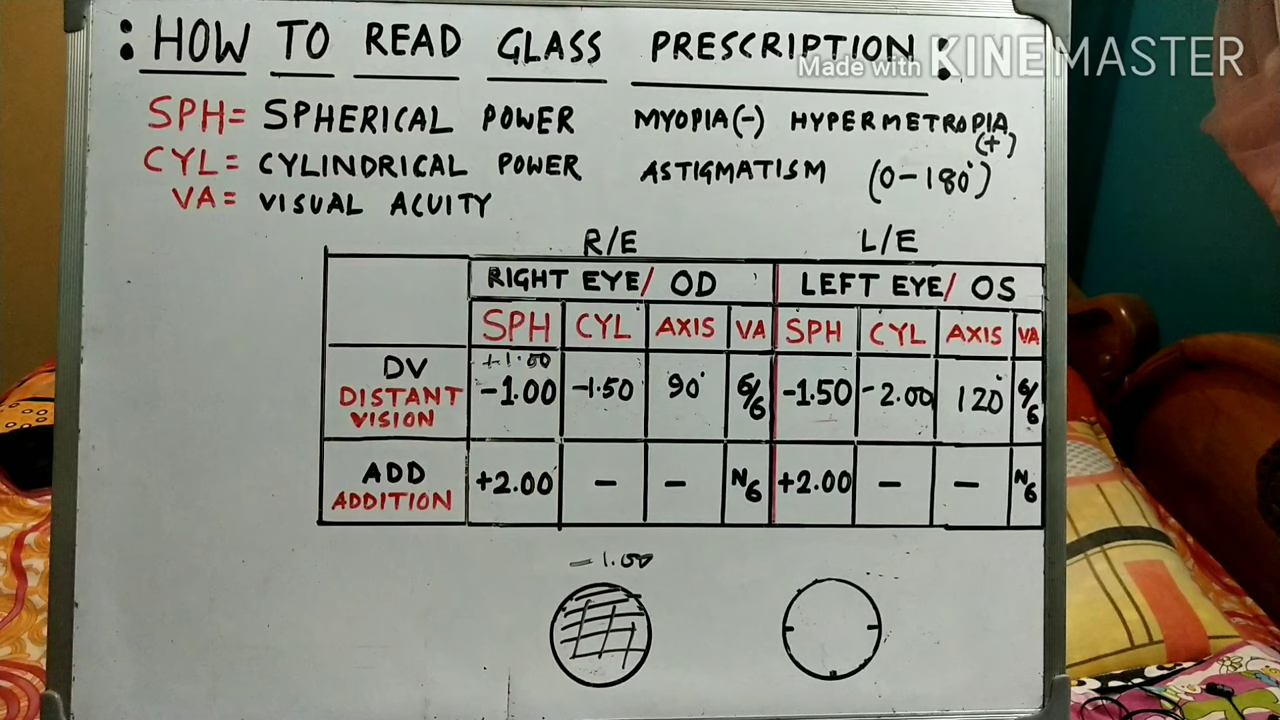 : HOW TO READ GLASS PRESCRIPTION :
Made with KINEMASTER
SPH = SPHERICAL POWER MYOPIA (-) HYPERMETROPIA (+)
CYL = CYLINDRICAL POWER ASTIGMATISM (0-180°)
VA = VISUAL ACUITY
R/E L/E
RIGHT EYE/ OD LEFT EYE/ OS
SPH CYL AXIS VA SPH CYL AXIS VA
+1.50
DV DISTANT VISION -1.00 -1.50 90° 6/6 -1.50 -2.00 120° 6/6
ADD ADDITION +2.00 - - N6 +2.00 - - N6
-1.00